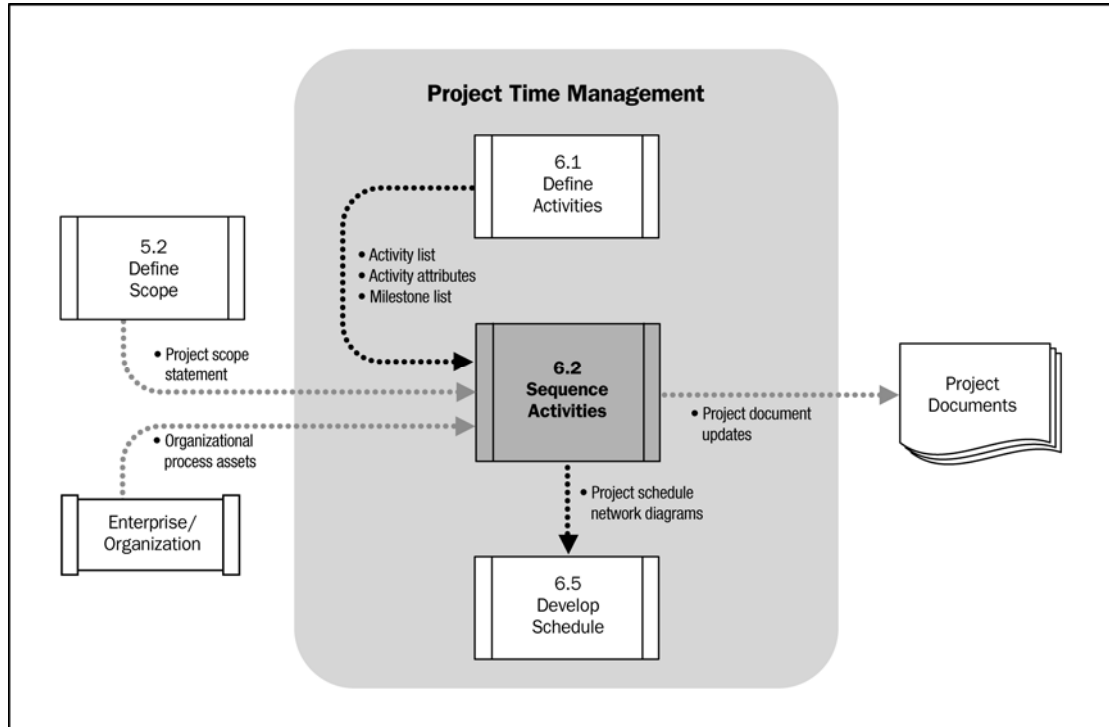 Project Time Management
6.1
Define
Activities
5.2
Define
Scope
• Activity list
• Activity attributes
• Milestone list
• Project scope
statement
6.2
Sequence
Activities
Project
Documents
• Project document
updates
• Organizational
process assets
• Project schedule
network diagrams
Enterprise/
Organization
6.5
Develop
Schedule